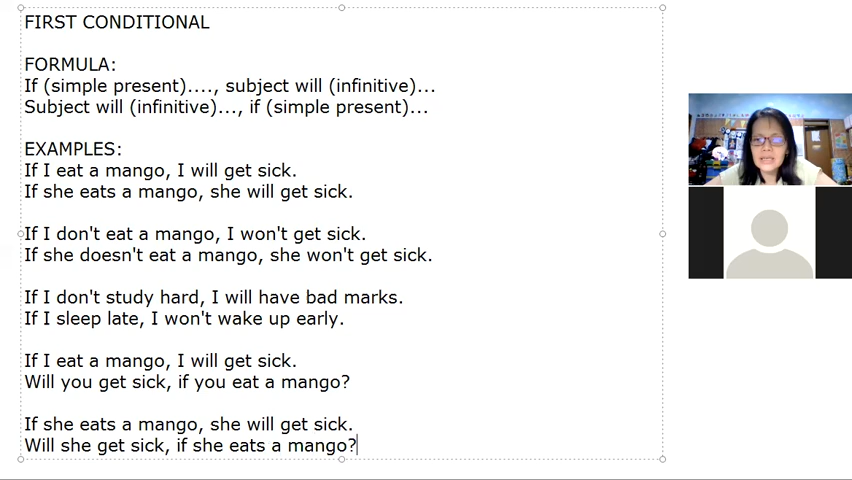 FIRST CONDITIONAL
FORMULA:
If (simple present)...., subject will (infinitive)...
Subject will (infinitive)..., if (simple present)...
EXAMPLES:
If I eat a mango, I will get sick.
If she eats a mango, she will get sick.
If I don't eat a mango, I won't get sick.
If she doesn't eat a mango, she won't get sick.
If I don't study hard, I will have bad marks.
If I sleep late, I won't wake up early.
If I eat a mango, I will get sick.
Will you get sick, if you eat a mango?
If she eats a mango, she will get sick.
Will she get sick, if she eats a mango?